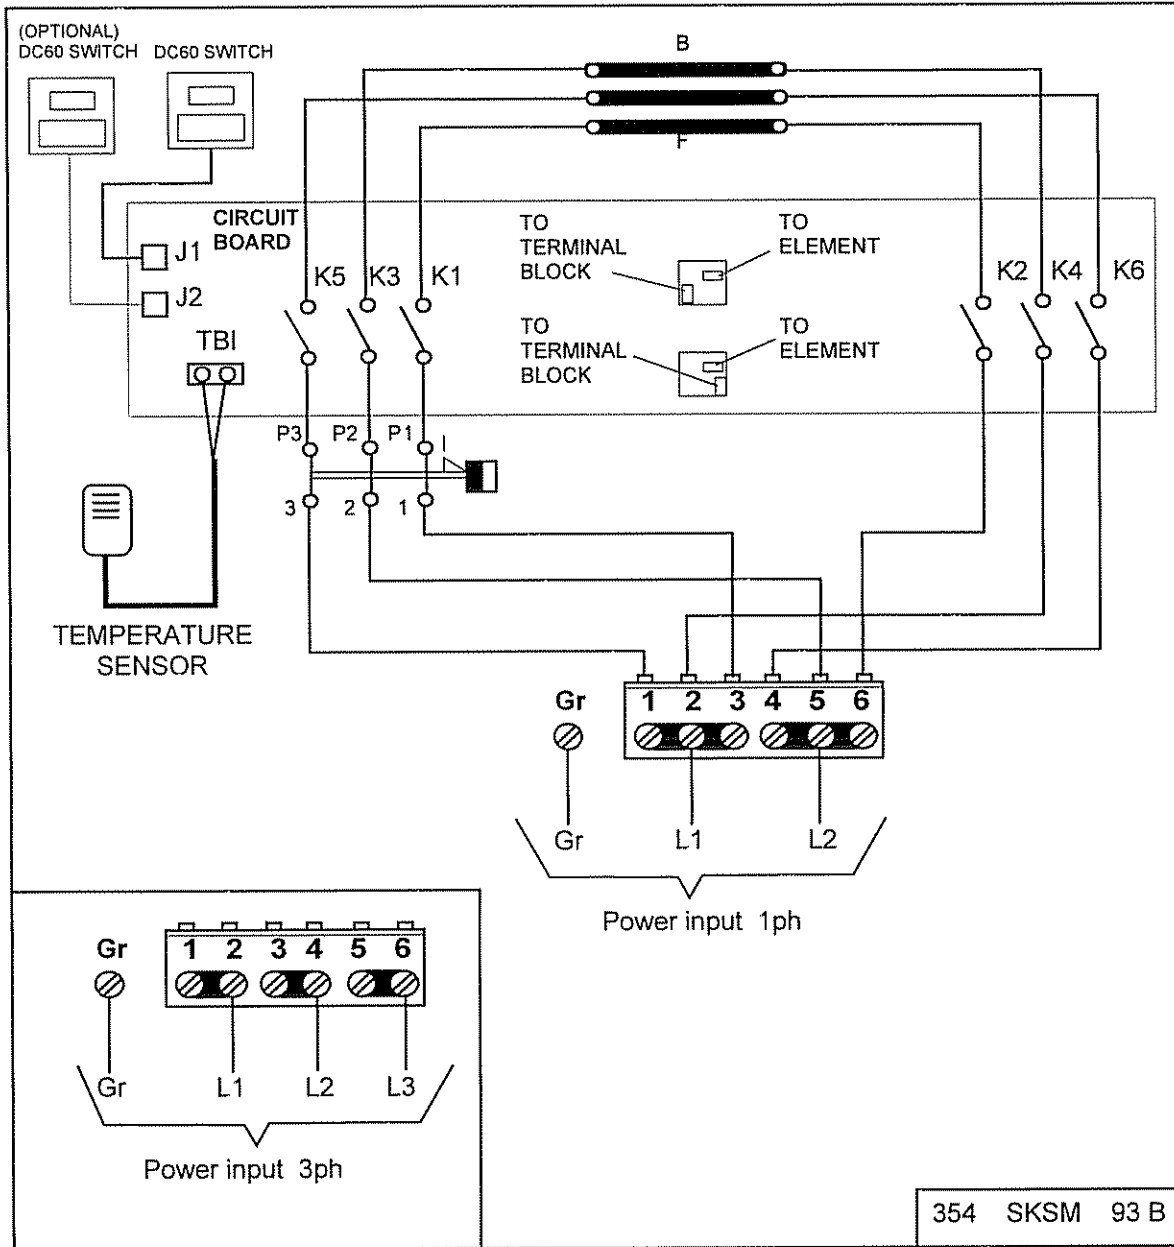 (OPTIONAL)
DC60 SWITCH DC60 SWITCH
B
F
CIRCUIT
BOARD
J1
J2
TBI
K5 K3 K1
TO
TERMINAL
BLOCK
TO
ELEMENT
TO
TERMINAL
BLOCK
TO
ELEMENT
K2 K4 K6
P3 P2 P1
3 2 1
TEMPERATURE
SENSOR
Gr 1 2 3 4 5 6
Gr L1 L2
Power input 1ph
Gr 1 2 3 4 5 6
Gr L1 L2 L3
Power input 3ph
354 SKSM 93 B